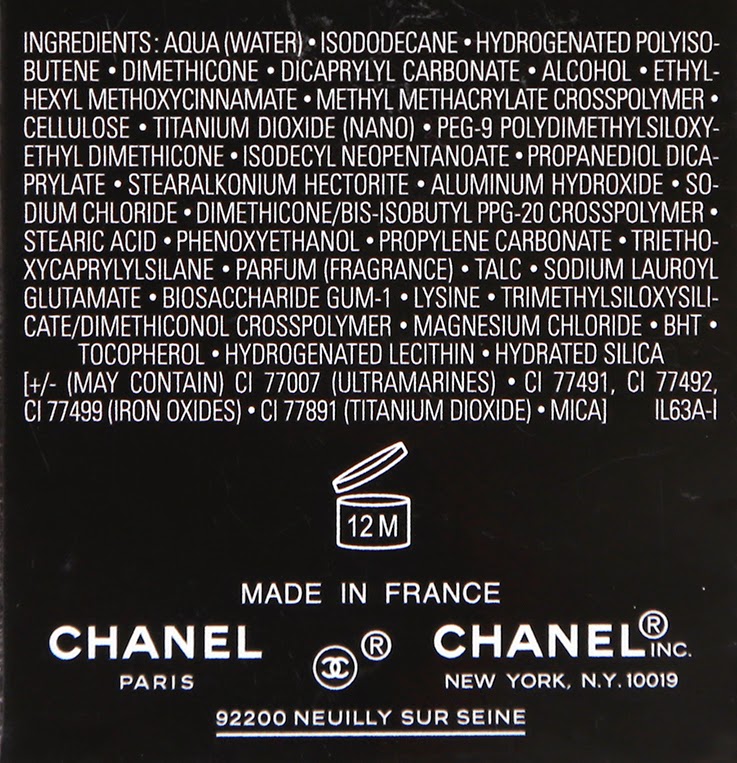 INGREDIENTS: AQUA (WATER) • ISODODECANE • HYDROGENATED POLYISO-
BUTENE • DIMETHICONE • DICAPRYLYL CARBONATE • ALCOHOL • ETHYL-
HEXYL METHOXYCINNAMATE • METHYL METHACRYLATE CROSSPOLYMER •
CELLULOSE • TITANIUM DIOXIDE (NANO) • PEG-9 POLYDIMETHYLSILOXY-
ETHYL DIMETHICONE • ISODECYL NEOPENTANOATE • PROPANEDIOL DICA-
PRYLATE • STEARALKONIUM HECTORITE • ALUMINUM HYDROXIDE • SO-
DIUM CHLORIDE • DIMETHICONE/BIS-ISOBUTYL PPG-20 CROSSPOLYMER •
STEARIC ACID • PHENOXYETHANOL • PROPYLENE CARBONATE • TRIETHO-
XYCAPRYLYLSILANE • PARFUM (FRAGRANCE) • TALC • SODIUM LAUROYL
GLUTAMATE • BIOSACCHARIDE GUM-1 • LYSINE • TRIMETHYLSILOXYSILI-
CATE/DIMETHICONOL CROSSPOLYMER • MAGNESIUM CHLORIDE • BHT •
TOCOPHEROL • HYDROGENATED LECITHIN • HYDRATED SILICA
[+/- (MAY CONTAIN) CI 77007 (ULTRAMARINES) • CI 77491, CI 77492,
CI 77499 (IRON OXIDES) • CI 77891 (TITANIUM DIOXIDE) • MICA] IL63A-I
12 M
MADE IN FRANCE
CHANEL ® CHANEL® INC.
PARIS NEW YORK, N.Y. 10019
92200 NEUILLY SUR SEINE